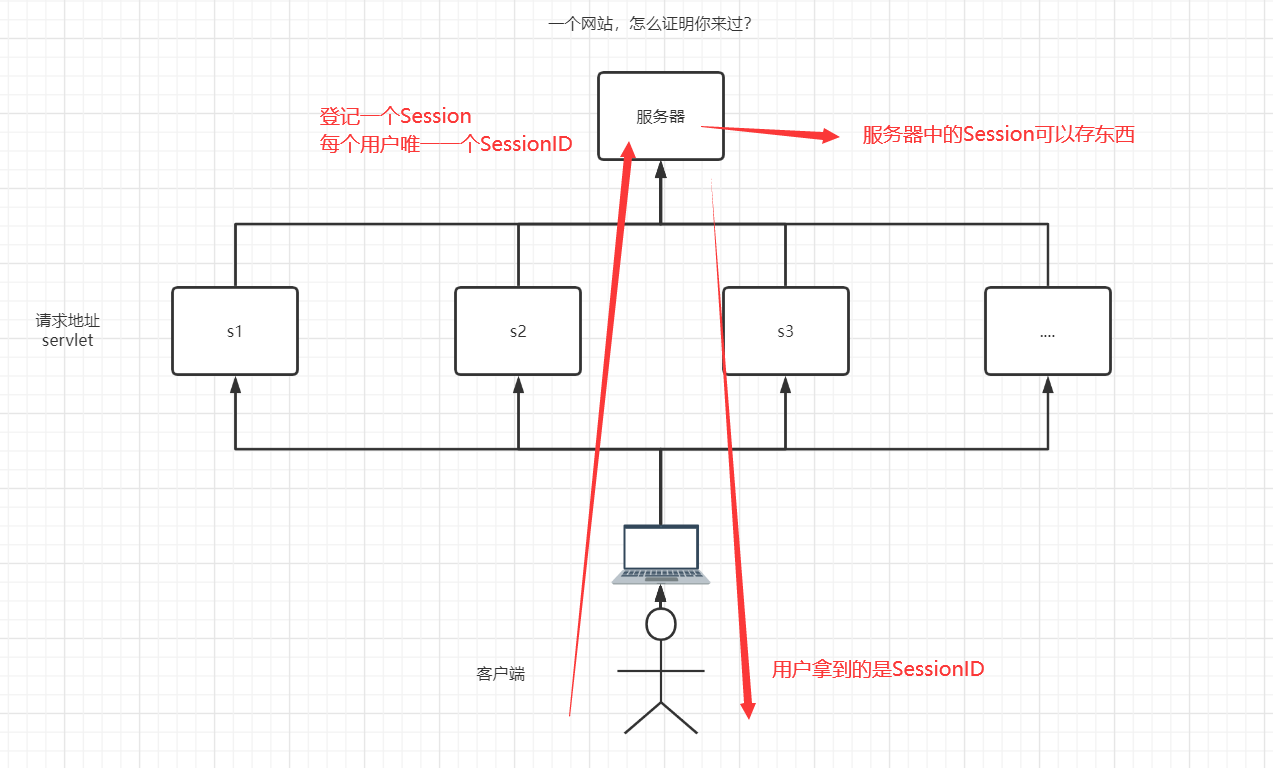 一个网站，怎么证明你来过？
服务器
登记一个Session
每个用户唯一一个SessionID
服务器中的Session可以存东西
请求地址
servlet
s1
s2
s3
....
客户端
用户拿到的是SessionID